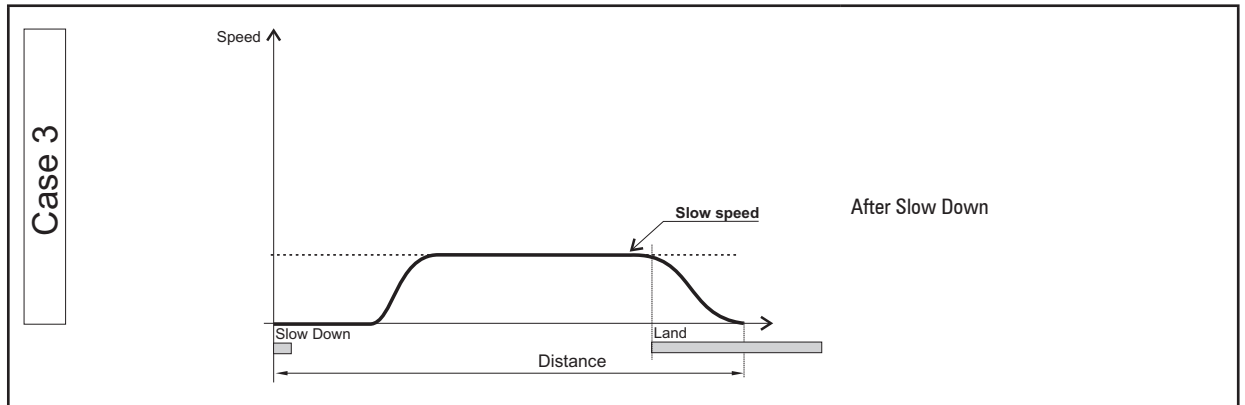 Case 3
Speed
Slow speed
After Slow Down
Slow Down
Land
Distance